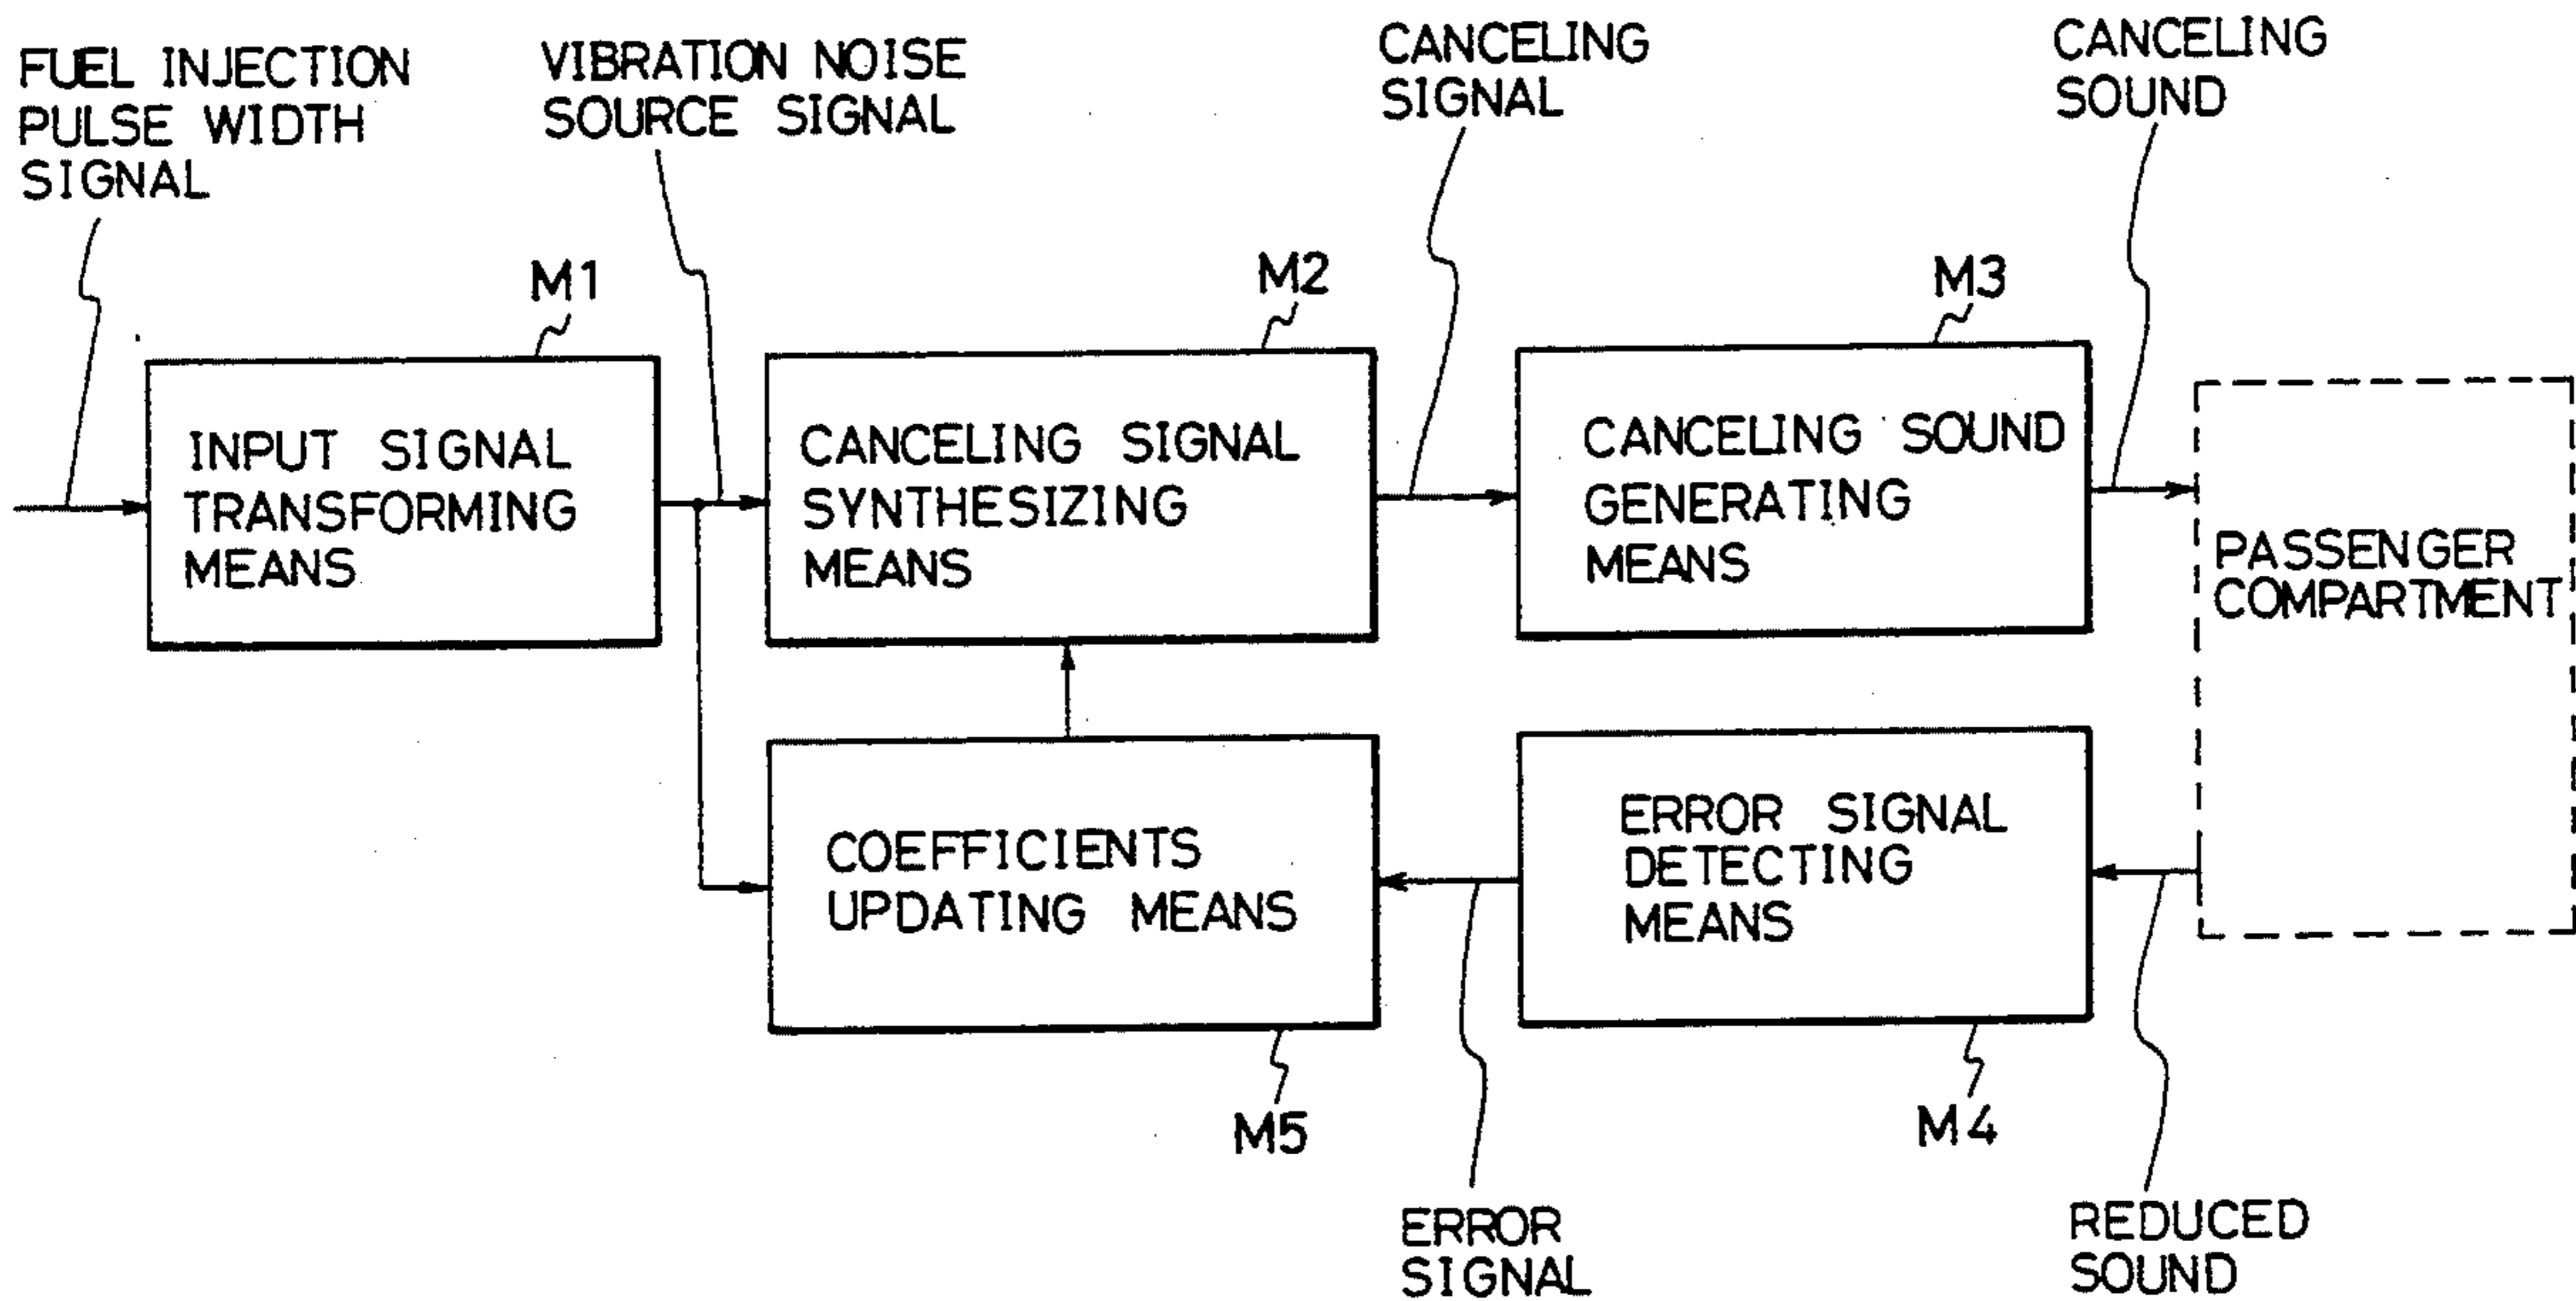 FUEL INJECTION
PULSE WIDTH
SIGNAL
VIBRATION NOISE
SOURCE SIGNAL
CANCELING
SIGNAL
CANCELING
SOUND
M1
M2
M3
INPUT SIGNAL
TRANSFORMING
MEANS
CANCELING SIGNAL
SYNTHESIZING
MEANS
CANCELING SOUND
GENERATING
MEANS
PASSENGER
COMPARTMENT
COEFFICIENTS
UPDATING MEANS
ERROR SIGNAL
DETECTING
MEANS
M5
M4
ERROR
SIGNAL
REDUCED
SOUND